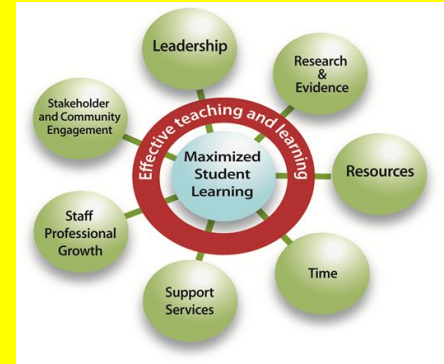 Leadership
Research
&
Evidence
Stakeholder
and Community
Engagement
Effective teaching and learning
Maximized
Student
Learning
Resources
Staff
Professional
Growth
Time
Support
Services